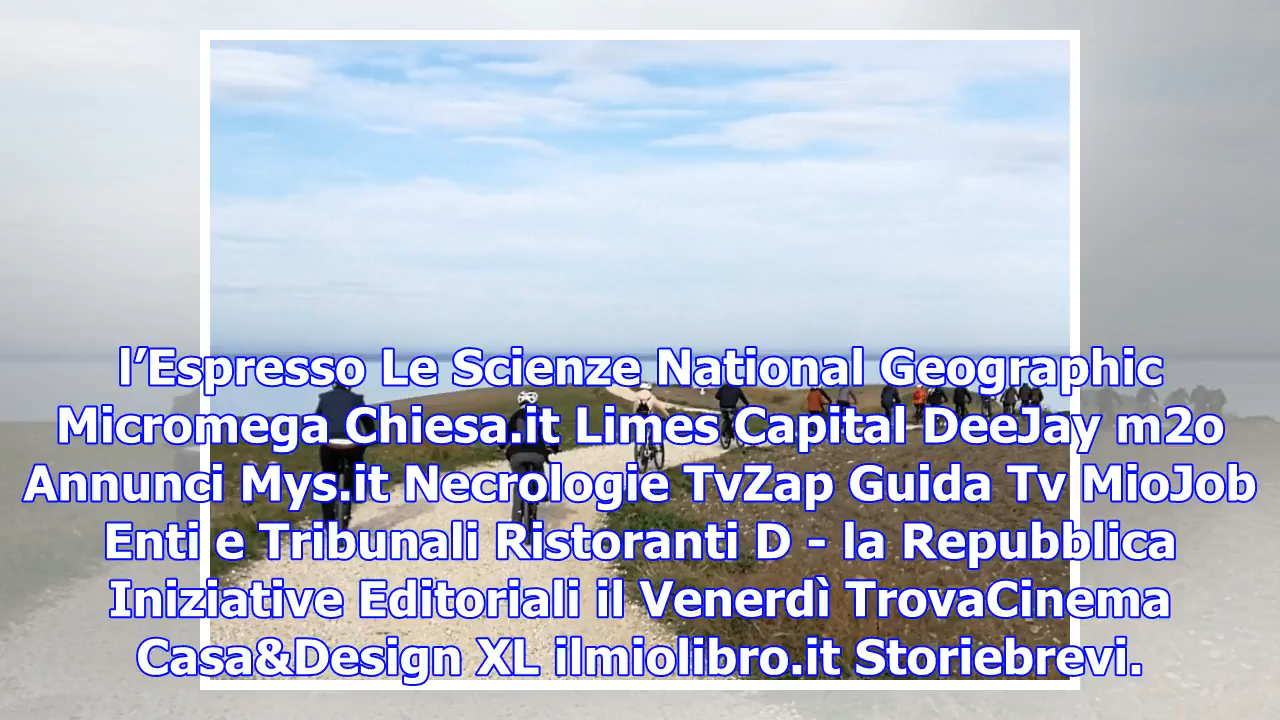 l’Espresso Le Scienze National Geographic
Micromega Chiesa.it Limes Capital DeeJay m2o
Annunci Mys.it Necrologie TvZap Guida Tv MioJob
Enti e Tribunali Ristoranti D - la Repubblica
Iniziative Editoriali il Venerdì TrovaCinema
Casa&Design XL ilmiolibro.it Storiebrevi.